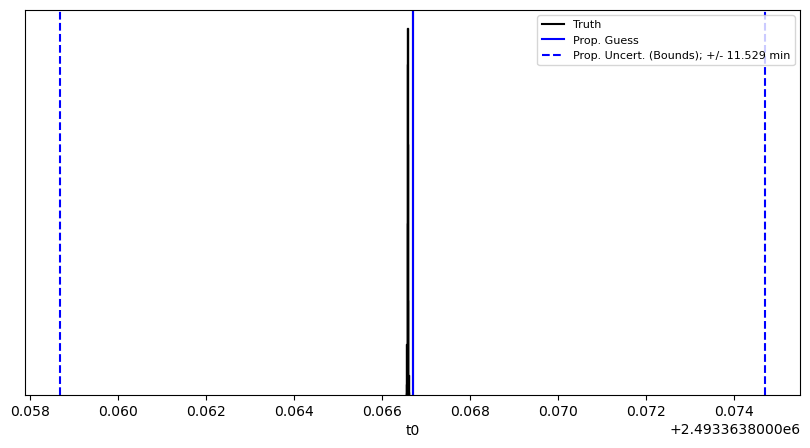 Truth
Prop. Guess
Prop. Uncert. (Bounds); +/- 11.529 min
0.058 0.060 0.062 0.064 0.066 0.068 0.070 0.072 0.074
t0
+2.4933638000e6